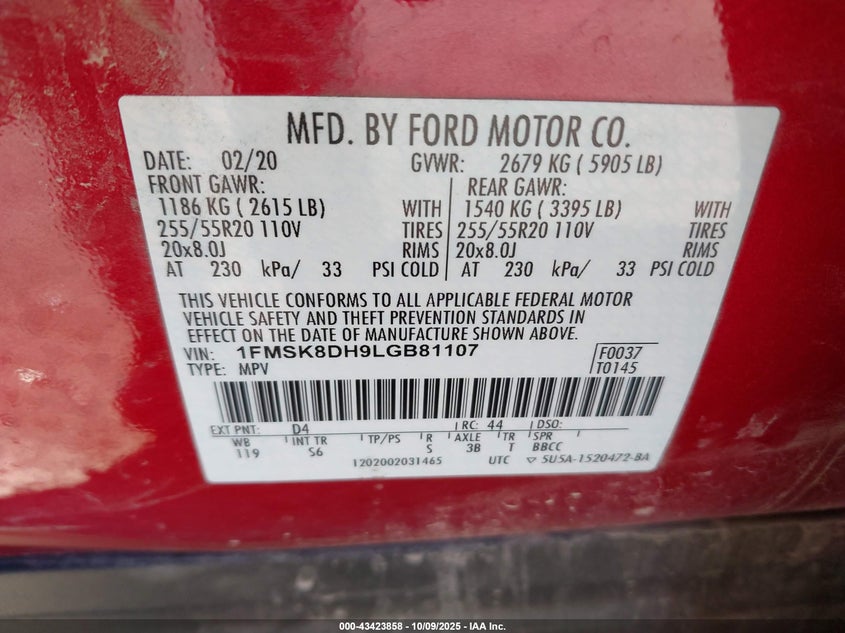 MFD. BY FORD MOTOR CO.
DATE: 02/20 GVWR: 2679 KG ( 5905 LB)
FRONT GAWR: REAR GAWR:
1186 KG ( 2615 LB) WITH 1540 KG ( 3395 LB) WITH
255/55R20 110V TIRES 255/55R20 110V TIRES
20x8.0J RIMS 20x8.0J RIMS
AT 230 kPa/ 33 PSI COLD AT 230 kPa/ 33 PSI COLD
THIS VEHICLE CONFORMS TO ALL APPLICABLE FEDERAL MOTOR
VEHICLE SAFETY AND THEFT PREVENTION STANDARDS IN
EFFECT ON THE DATE OF MANUFACTURE SHOWN ABOVE.
VIN: 1FMSK8DH9LGB81107 F0037
TYPE: MPV T0145
EXT PNT: D4 RC: 44 DSO:
WB INT TR TP/PS R AXLE TR SPR
119 S6 S 3B T BBCC
1202002031465 UTC 5U5A-1520472-BA
000-43423858 - 10/09/2025 - IAA Inc.